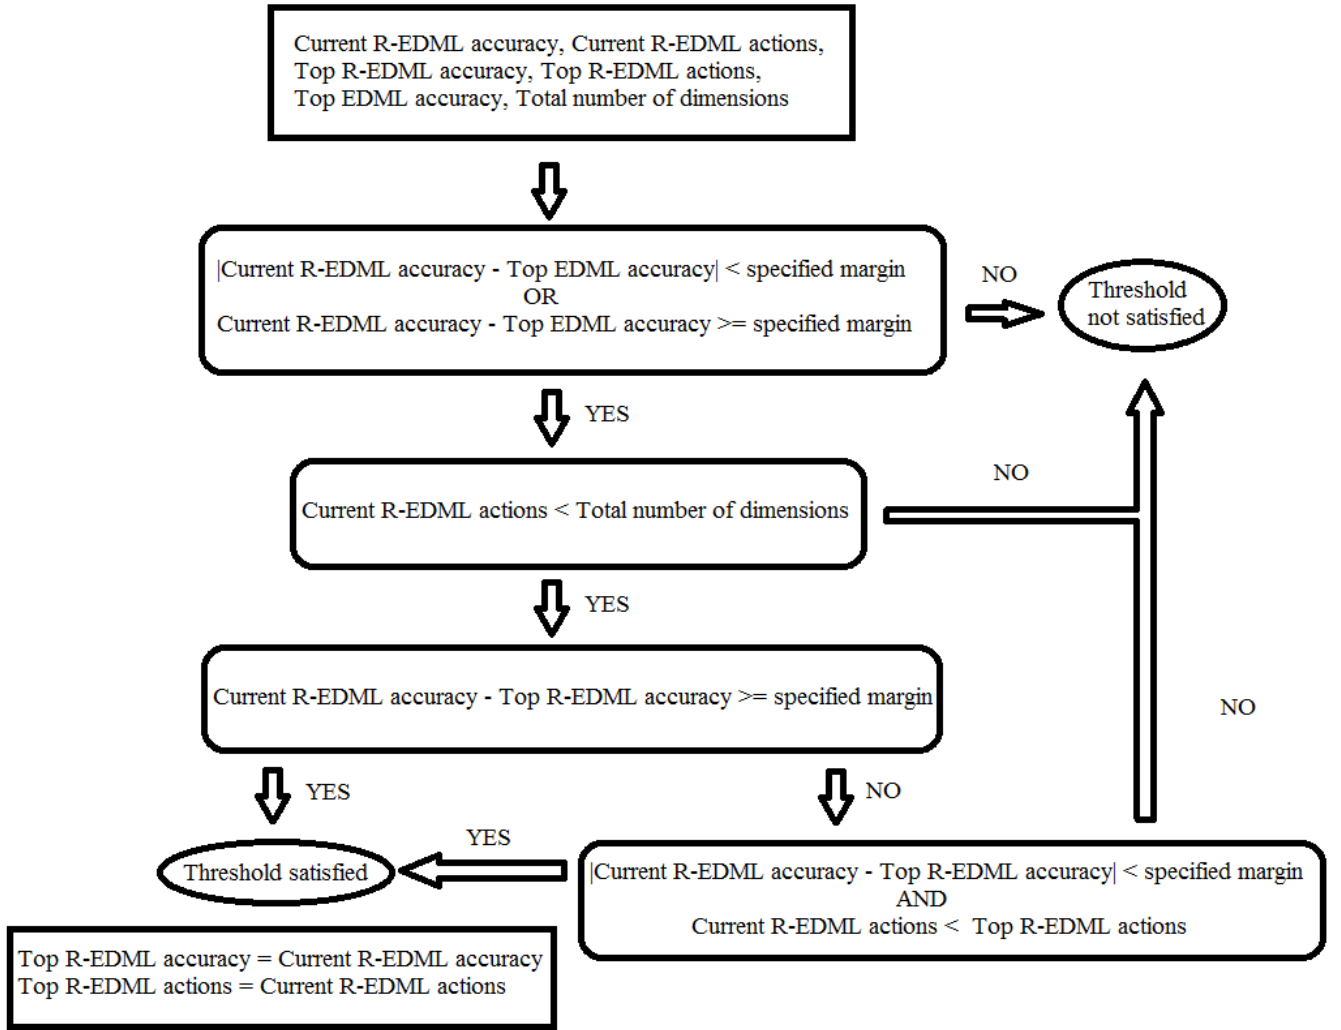 Current R-EDML accuracy, Current R-EDML actions,
Top R-EDML accuracy, Top R-EDML actions,
Top EDML accuracy, Total number of dimensions
|Current R-EDML accuracy - Top EDML accuracy| < specified margin
OR
Current R-EDML accuracy - Top EDML accuracy >= specified margin
NO
Threshold
not satisfied
YES
Current R-EDML actions < Total number of dimensions
NO
YES
Current R-EDML accuracy - Top R-EDML accuracy >= specified margin
NO
YES
NO
YES
Threshold satisfied
|Current R-EDML accuracy - Top R-EDML accuracy| < specified margin
AND
Current R-EDML actions < Top R-EDML actions
Top R-EDML accuracy = Current R-EDML accuracy
Top R-EDML actions = Current R-EDML actions